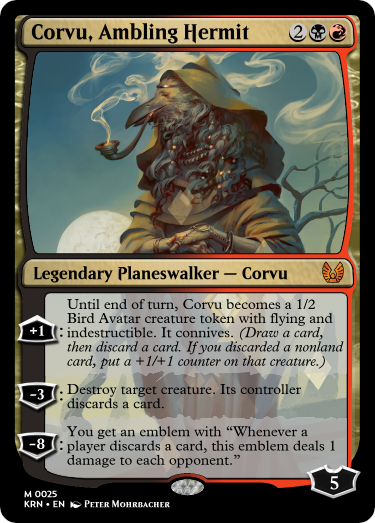 Corvu, Ambling Hermit 2
Legendary Planeswalker — Corvu
Until end of turn, Corvu becomes a 1/2
Bird Avatar creature token with flying and
+1: indestructible. It connives. (Draw a card,
then discard a card. If you discarded a nonland
card, put a +1/+1 counter on that creature.)
-3: Destroy target creature. Its controller
discards a card.
You get an emblem with “Whenever a
-8: player discards a card, this emblem deals 1
damage to each opponent.”
5
M 0025
KRN • EN Peter Mohrbacher